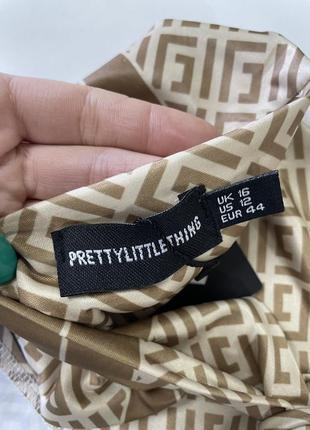 PRETTYLITTLETHING
UK 16
US 12
EUR 44